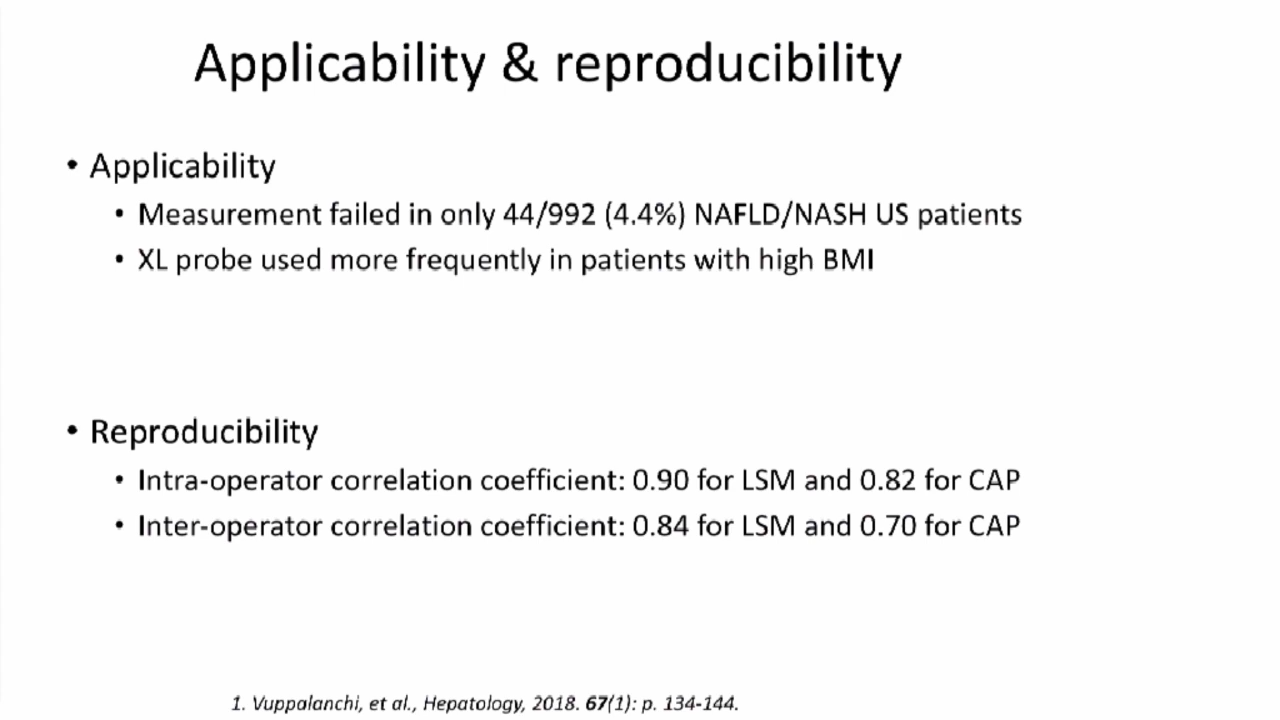 Applicability & reproducibility
• Applicability
• Measurement failed in only 44/992 (4.4%) NAFLD/NASH US patients
• XL probe used more frequently in patients with high BMI
• Reproducibility
• Intra-operator correlation coefficient: 0.90 for LSM and 0.82 for CAP
• Inter-operator correlation coefficient: 0.84 for LSM and 0.70 for CAP
1. Vuppalanchi, et al., Hepatology, 2018. 67(1): p. 134-144.